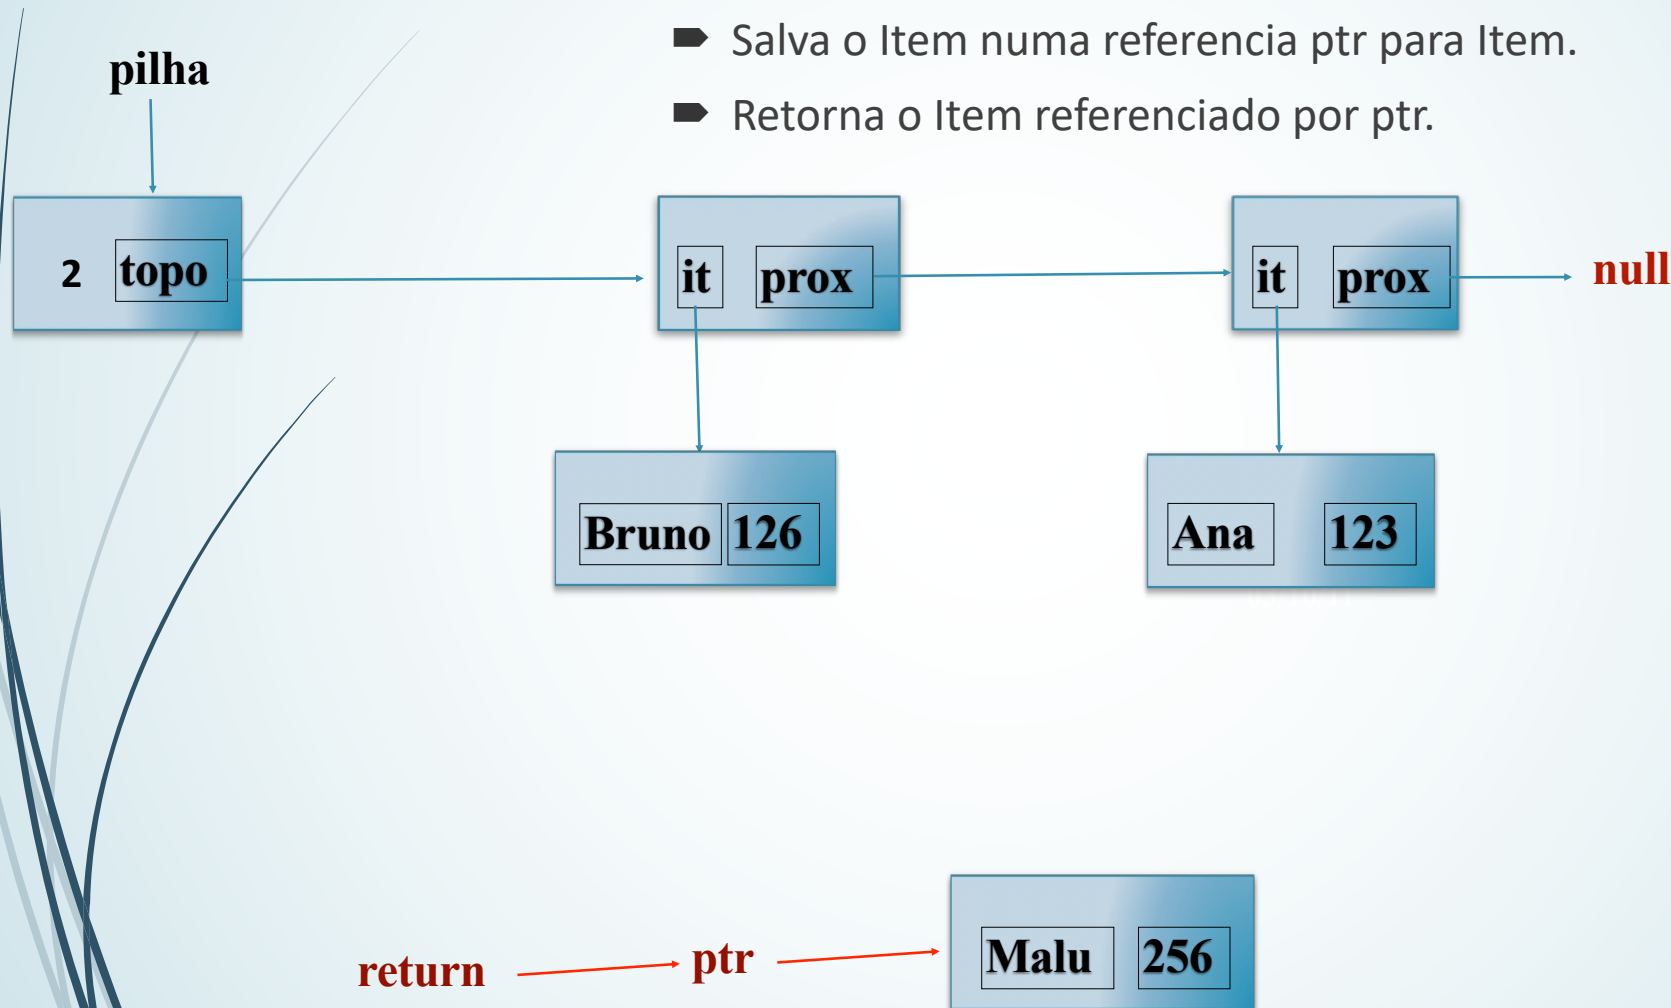 Salva o Item numa referencia ptr para Item.
Retorna o Item referenciado por ptr.
pilha
2 topo
it prox
it prox
null
Bruno 126
Ana 123
return ptr
Malu 256